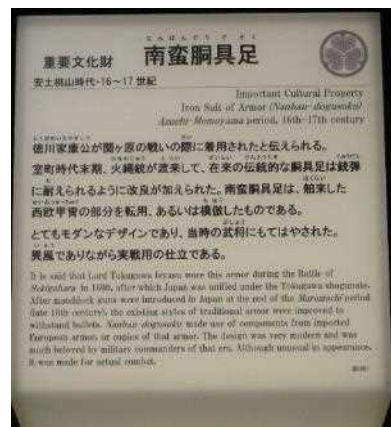 なんばんどうぐそく
重要文化財 南蛮胴具足
安土桃山時代・16～17世紀
Important Cultural Property
Iron Suit of Armor (Nanban-dogusoku)
Azuchi-Momoyama period, 16th-17th century
徳川家康公が関ヶ原の戦いの際に着用されたと伝えられる。
室町時代末期、火縄銃が渡来して、在来の伝統的な胴具足は銃弾
に耐えられるように改良が加えられた。南蛮胴具足は、舶来した
西欧甲冑の部分を転用、あるいは模倣したものである。
とてもモダンなデザインであり、当時の武将にもてはやされた。
異風でありながら実戦用の仕立である。
It is said that Lord Tokugawa Ieyasu wore this armor during the Battle of
Sekigahara in 1600, after which Japan was unified under the Tokugawa shogunate.
After matchlock guns were introduced in Japan at the end of the Muromachi period
(late 16th century), the existing styles of traditional armor were improved to
withstand bullets. Nanban-dogusoku made use of components from imported
European armor, or copies of that armor. The design was very modern and was
much beloved by military commanders of that era. Although unusual in appearance,
it was made for actual combat.